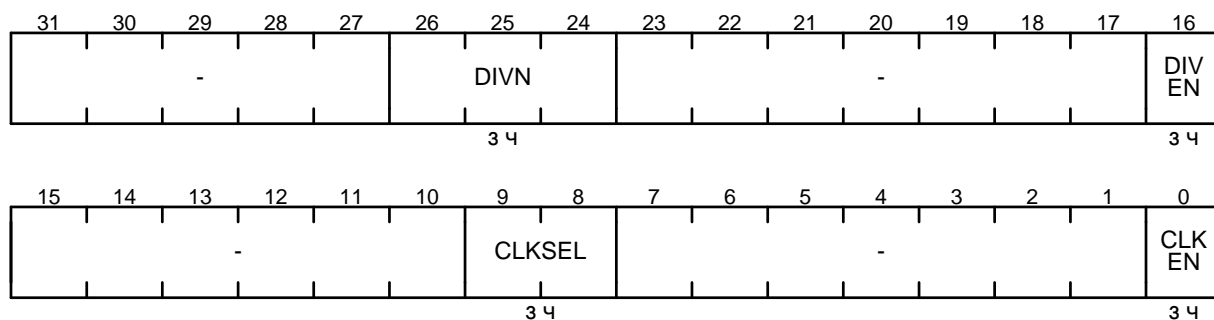 31 30 29 28 27 26 25 24 23 22 21 20 19 18 17 16
- DIVN - DIV
EN
З Ч З Ч
15 14 13 12 11 10 9 8 7 6 5 4 3 2 1 0
- CLKSEL - CLK
EN
З Ч З Ч